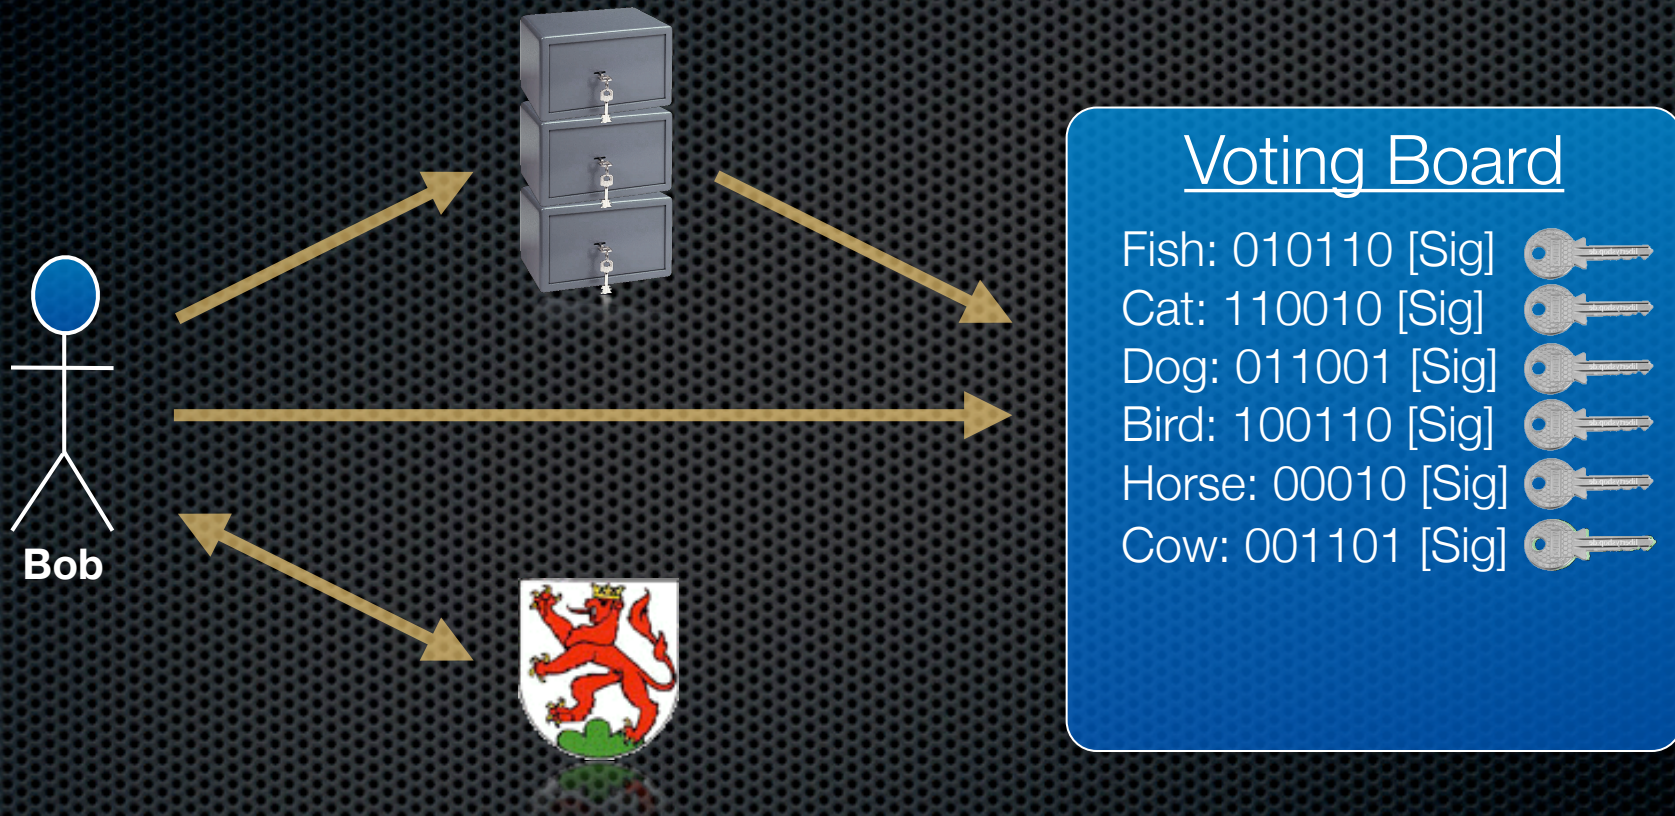 Voting Board
Fish: 010110 [Sig]
Cat: 110010 [Sig]
Dog: 011001 [Sig]
Bird: 100110 [Sig]
Horse: 00010 [Sig]
Cow: 001101 [Sig]
Bob